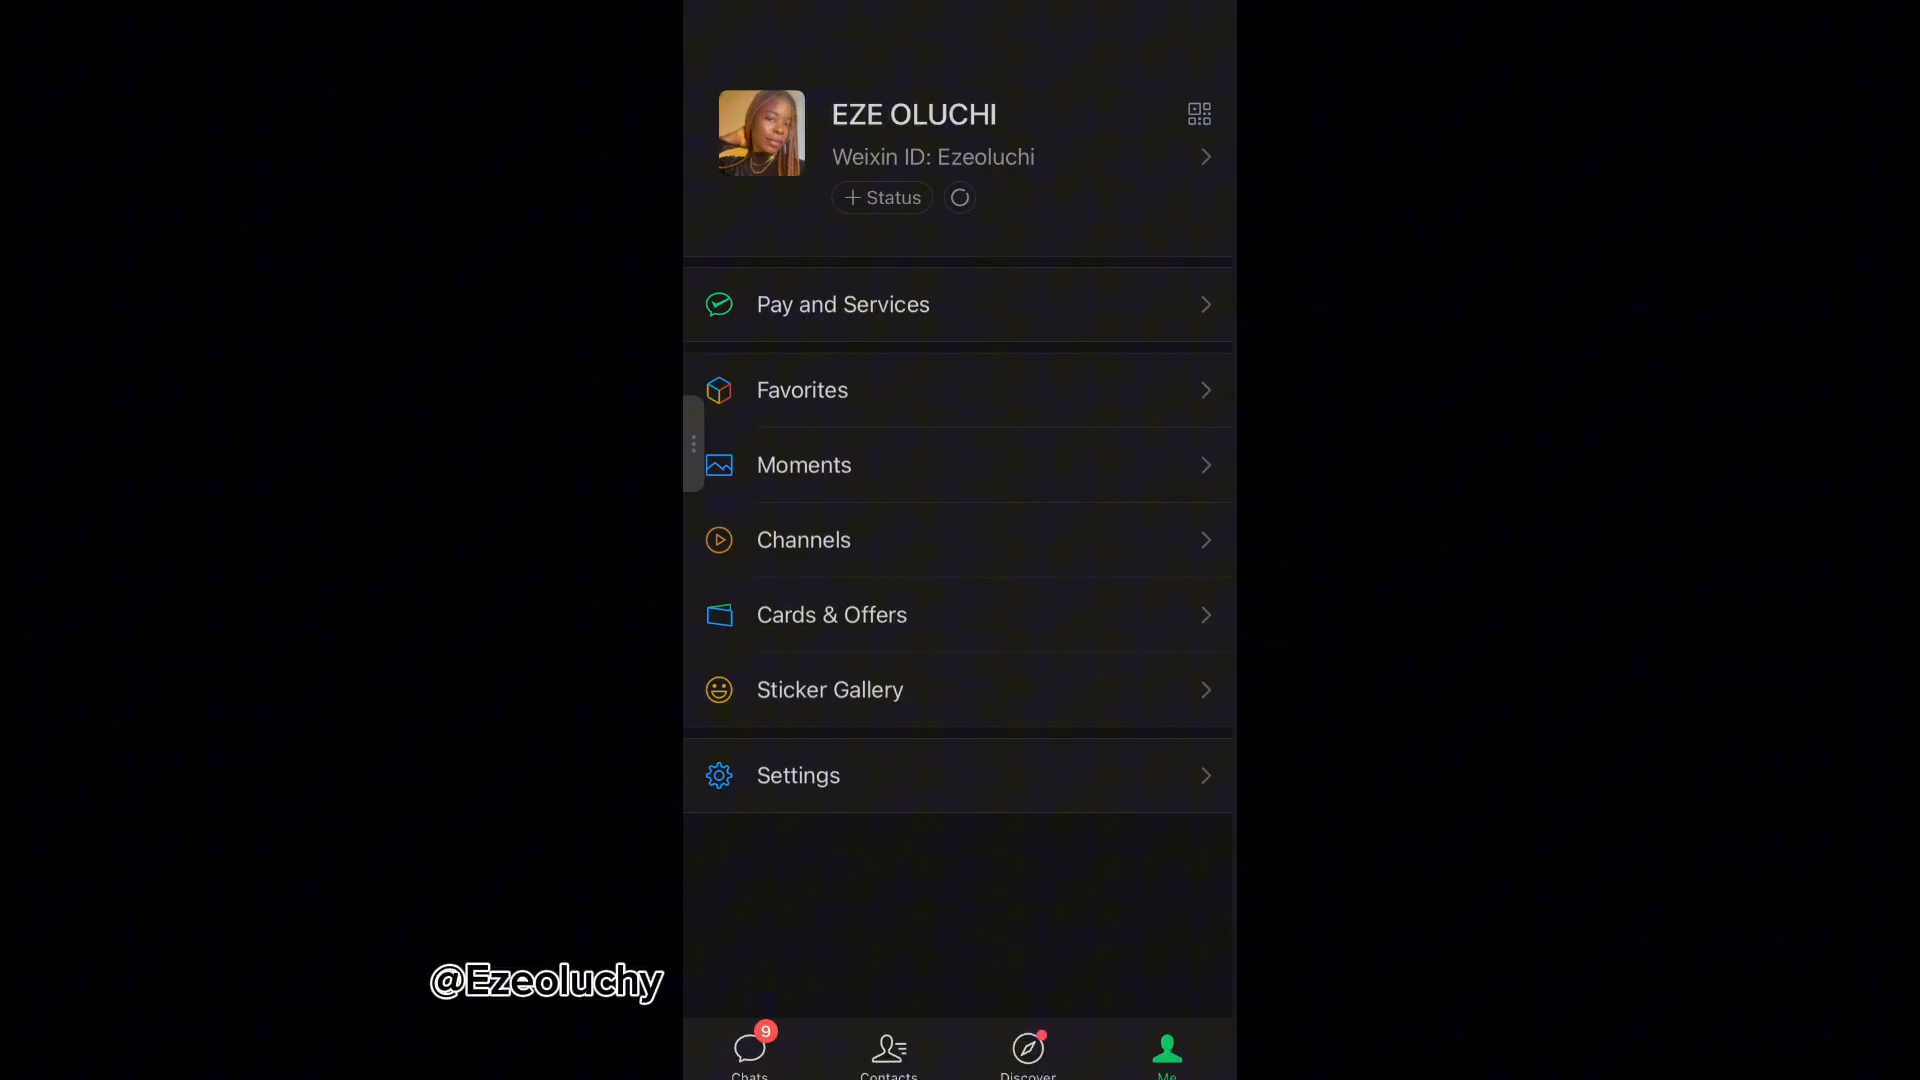 EZE OLUCHI
Weixin ID: Ezeoluchi
+ Status
Pay and Services
Favorites
Moments
Channels
Cards & Offers
Sticker Gallery
Settings
@Ezeoluchy
9
Chats
Contacts
Discover
Me